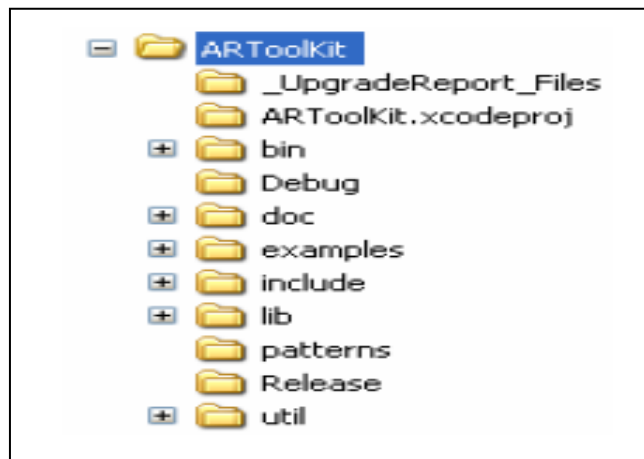 ARToolKit
_UpgradeReport_Files
ARToolKit.xcodeproj
bin
Debug
doc
examples
include
lib
patterns
Release
util